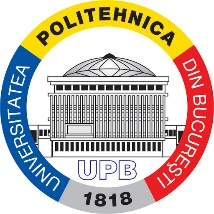 UNIVERSITATEA
POLITEHNICA
DIN BUCUREȘTI
UPB
1818